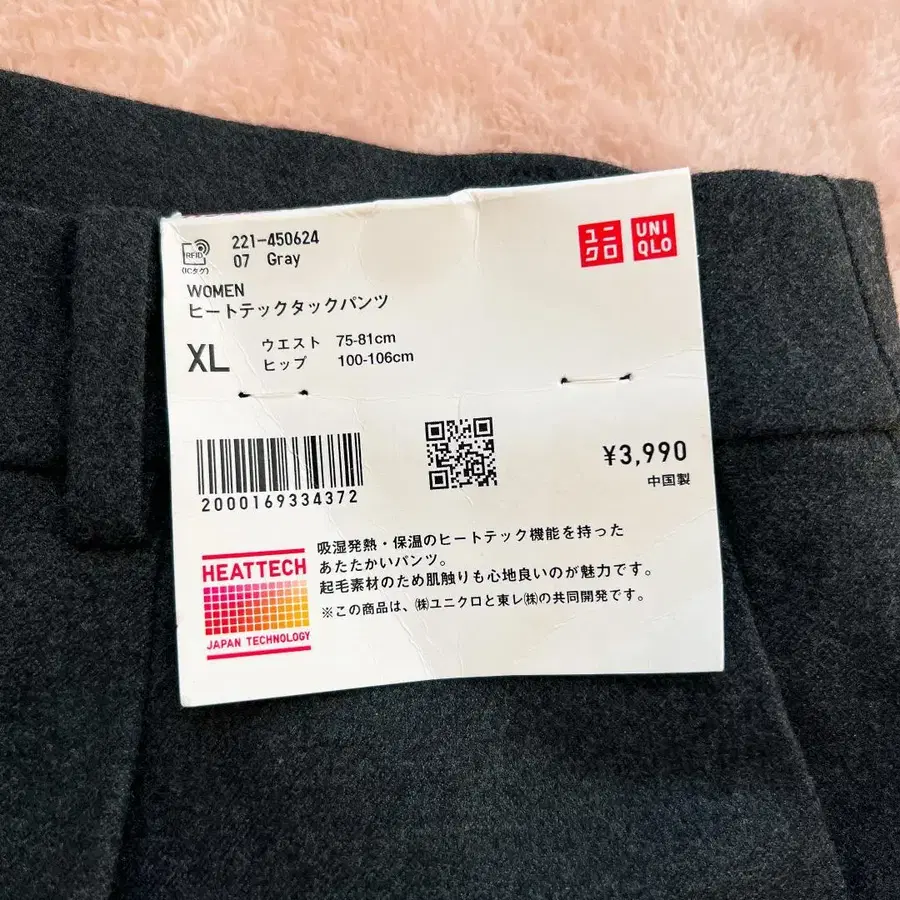 RFID
(ICタグ)
221-450624
07 Gray
ユニ
クロ
UNI
QLO
WOMEN
ヒートテックタックパンツ
XL
ウエスト 75-81cm
ヒップ 100-106cm
2000169334372
¥3,990
中国製
HEATTECH
JAPAN TECHNOLOGY
吸湿発熱・保温のヒートテック機能を持った
あたたかいパンツ。
起毛素材のため肌触りも心地良いのが魅力です。
※この商品は、㈱ユニクロと東レ㈱の共同開発です。